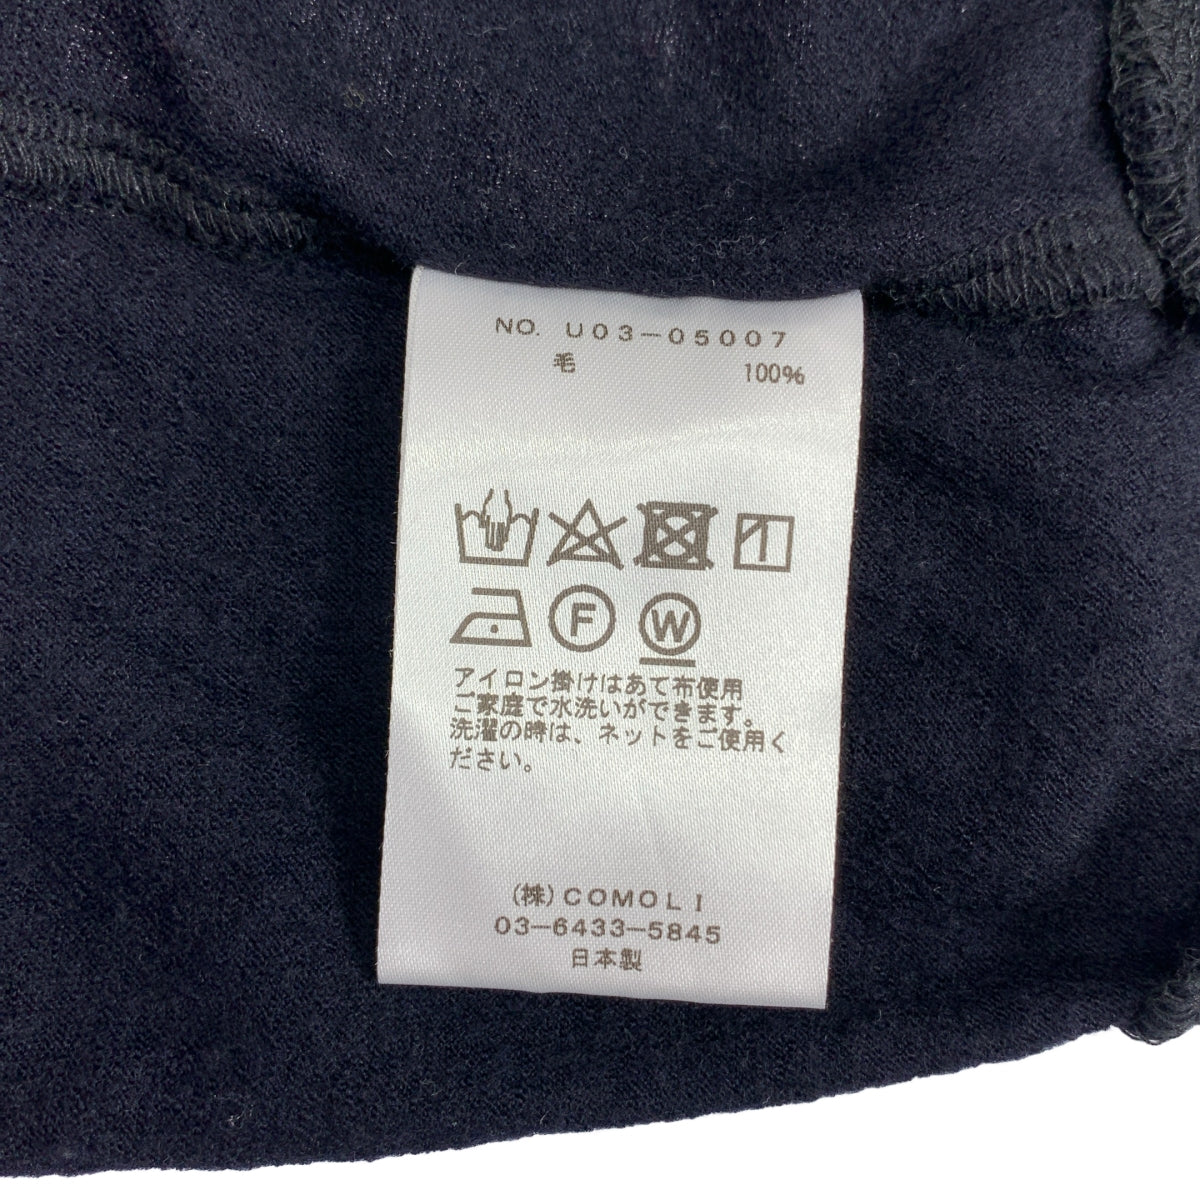 NO. U03-05007
毛 100%
F W
アイロン掛けはあて布使用
ご家庭で水洗いができます。
洗濯の時は、ネットをご使用く
ださい。
(株)COMOLI
03-6433-5845
日本製